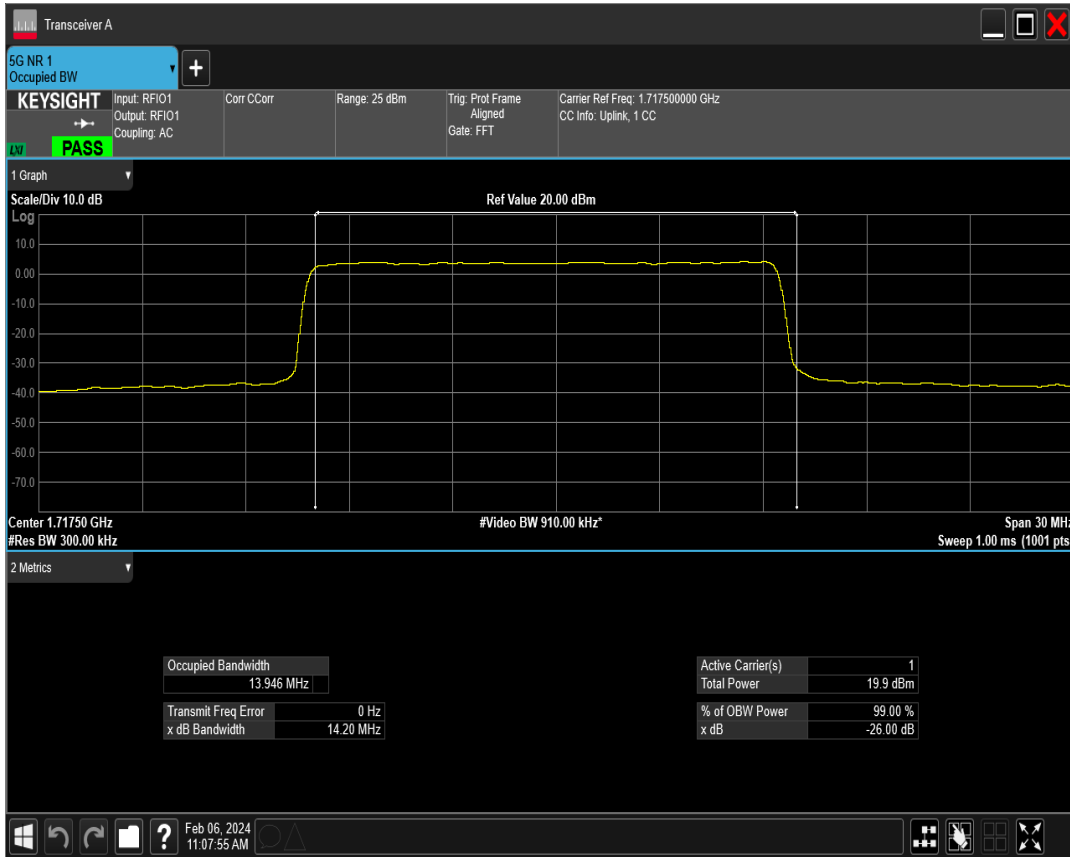 Transceiver A
5G NR 1
Occupied BW
+
KEYSIGHT
LXI
PASS
Input: RFIO1
Output: RFIO1
Coupling: AC
Corr CCorr
Range: 25 dBm
Trig: Prot Frame
Aligned
Gate: FFT
Carrier Ref Freq: 1.717500000 GHz
CC Info: Uplink, 1 CC
1 Graph
Scale/Div 10.0 dB
Ref Value 20.00 dBm
Log
10.0
0.00
-10.0
-20.0
-30.0
-40.0
-50.0
-60.0
-70.0
Center 1.71750 GHz
#Video BW 910.00 kHz*
Span 30 MHz
#Res BW 300.00 kHz
Sweep 1.00 ms (1001 pts
2 Metrics
Occupied Bandwidth
13.946 MHz
Transmit Freq Error 0 Hz
x dB Bandwidth 14.20 MHz
Active Carrier(s) 1
Total Power 19.9 dBm
% of OBW Power 99.00 %
x dB -26.00 dB
?
Feb 06, 2024
11:07:55 AM